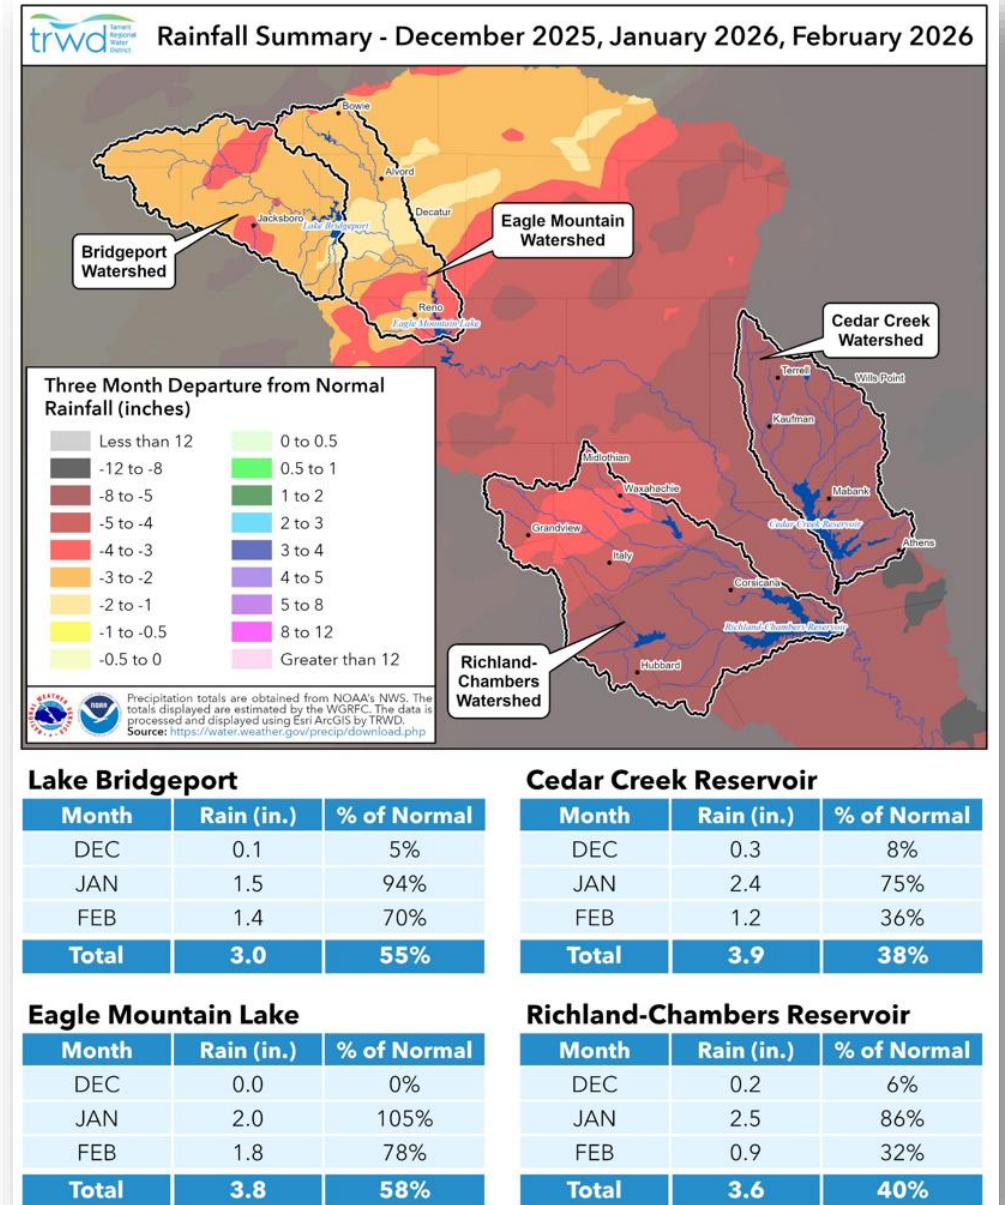 trwd Tarrant Regional Water District
Rainfall Summary - December 2025, January 2026, February 2026
Bowie
Alvord
Decatur
Jacksboro
Lake Bridgeport
Bridgeport Watershed
Eagle Mountain Watershed
Reno
Eagle Mountain Lake
Cedar Creek Watershed
Terrell
Wills Point
Kaufman
Mabank
Cedar Creek Reservoir
Athens
Midlothian
Waxahachie
Grandview
Italy
Corsicana
Richland-Chambers Reservoir
Hubbard
Richland-Chambers Watershed
Three Month Departure from Normal
Rainfall (inches)
Less than 12
-12 to -8
-8 to -5
-5 to -4
-4 to -3
-3 to -2
-2 to -1
-1 to -0.5
-0.5 to 0
0 to 0.5
0.5 to 1
1 to 2
2 to 3
3 to 4
4 to 5
5 to 8
8 to 12
Greater than 12
NOAA
Precipitation totals are obtained from NOAA's NWS. The
totals displayed are estimated by the WGRFC. The data is
processed and displayed using Esri ArcGIS by TRWD.
Source: https://water.weather.gov/precip/download.php
Lake Bridgeport
Month Rain (in.) % of Normal
DEC 0.1 5%
JAN 1.5 94%
FEB 1.4 70%
Total 3.0 55%
Cedar Creek Reservoir
Month Rain (in.) % of Normal
DEC 0.3 8%
JAN 2.4 75%
FEB 1.2 36%
Total 3.9 38%
Eagle Mountain Lake
Month Rain (in.) % of Normal
DEC 0.0 0%
JAN 2.0 105%
FEB 1.8 78%
Total 3.8 58%
Richland-Chambers Reservoir
Month Rain (in.) % of Normal
DEC 0.2 6%
JAN 2.5 86%
FEB 0.9 32%
Total 3.6 40%